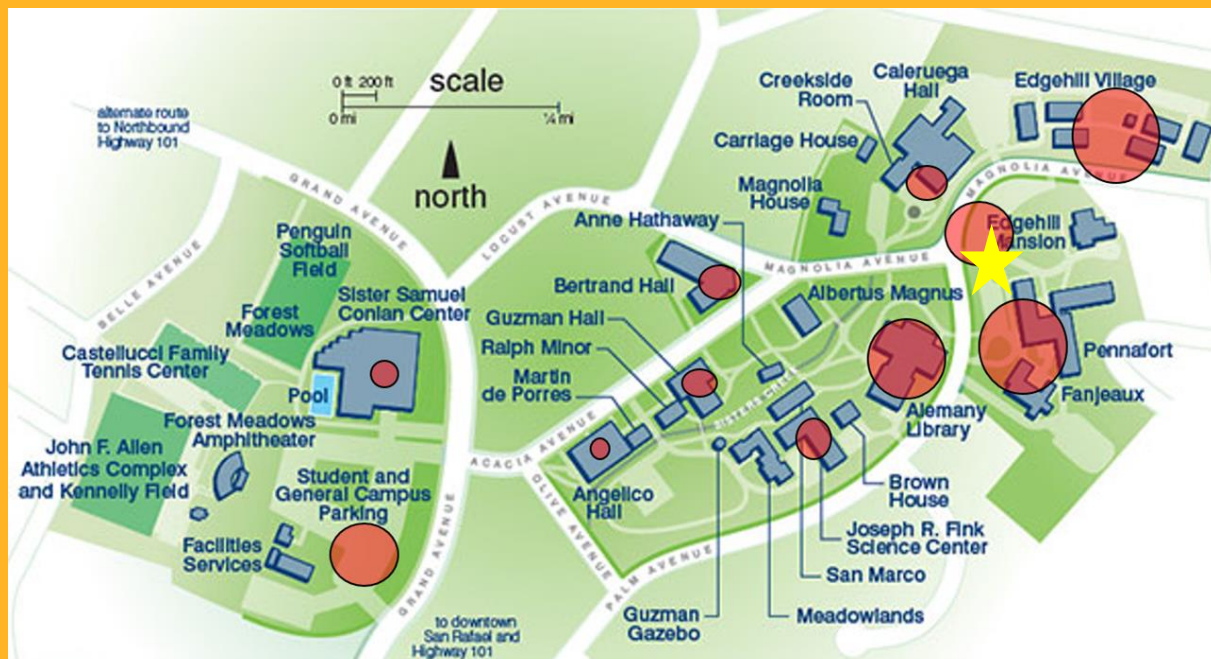 0 ft 200 ft
scale
0 mi
¼ mi
north
alternate route
to Northbound
Highway 101
GRAND AVENUE
LOCUST AVENUE
BELLE AVENUE
Penguin
Softball
Field
Forest
Meadows
Sister Samuel
Conlan Center
Castellucci Family
Tennis Center
Pool
Forest Meadows
Amphitheater
John F. Allen
Athletics Complex
and Kennelly Field
Student and
General Campus
Parking
Facilities
Services
GRAND AVENUE
to downtown
San Rafael and
Highway 101
Creekside
Room
Caleruega
Hall
Edgehill Village
Carriage House
Magnolia
House
MAGNOLIA AVENUE
Anne Hathaway
Edgehill
Mansion
MAGNOLIA AVENUE
Bertrand Hall
Albertus Magnus
Guzman Hall
Ralph Minor
Martin
de Porres
Pennafort
Fanjeaux
SISTERS CREEK
Alemany
Library
ACACIA AVENUE
OLIVE AVENUE
Angelico
Hall
Brown
House
Joseph R. Fink
Science Center
PALM AVENUE
San Marco
Guzman
Gazebo
Meadowlands